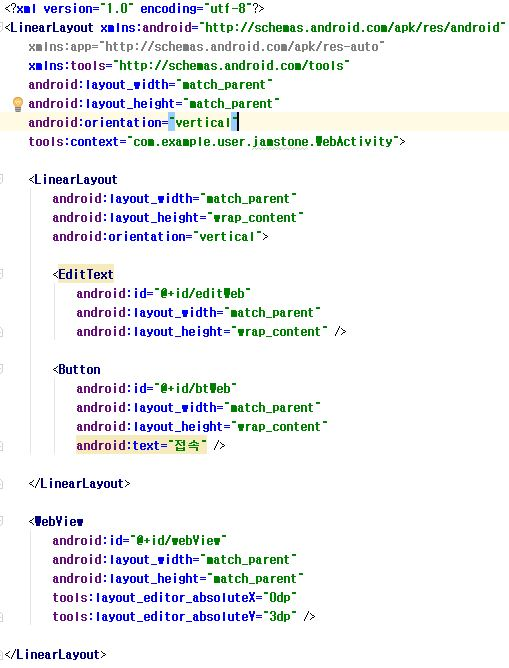 <?xml version="1.0" encoding="utf-8"?>
<LinearLayout xmlns:android="http://schemas.android.com/apk/res/android"
    xmlns:app="http://schemas.android.com/apk/res-auto"
    xmlns:tools="http://schemas.android.com/tools"
    android:layout_width="match_parent"
    android:layout_height="match_parent"
    android:orientation="vertical"
    tools:context="com.example.user.jamstone.WebActivity">

    <LinearLayout
        android:layout_width="match_parent"
        android:layout_height="wrap_content"
        android:orientation="vertical">

        <EditText
            android:id="@+id/editWeb"
            android:layout_width="match_parent"
            android:layout_height="wrap_content" />

        <Button
            android:id="@+id/btWeb"
            android:layout_width="match_parent"
            android:layout_height="wrap_content"
            android:text="접속" />

    </LinearLayout>

    <WebView
        android:id="@+id/webView"
        android:layout_width="match_parent"
        android:layout_height="match_parent"
        tools:layout_editor_absoluteX="0dp"
        tools:layout_editor_absoluteY="3dp" />

</LinearLayout>